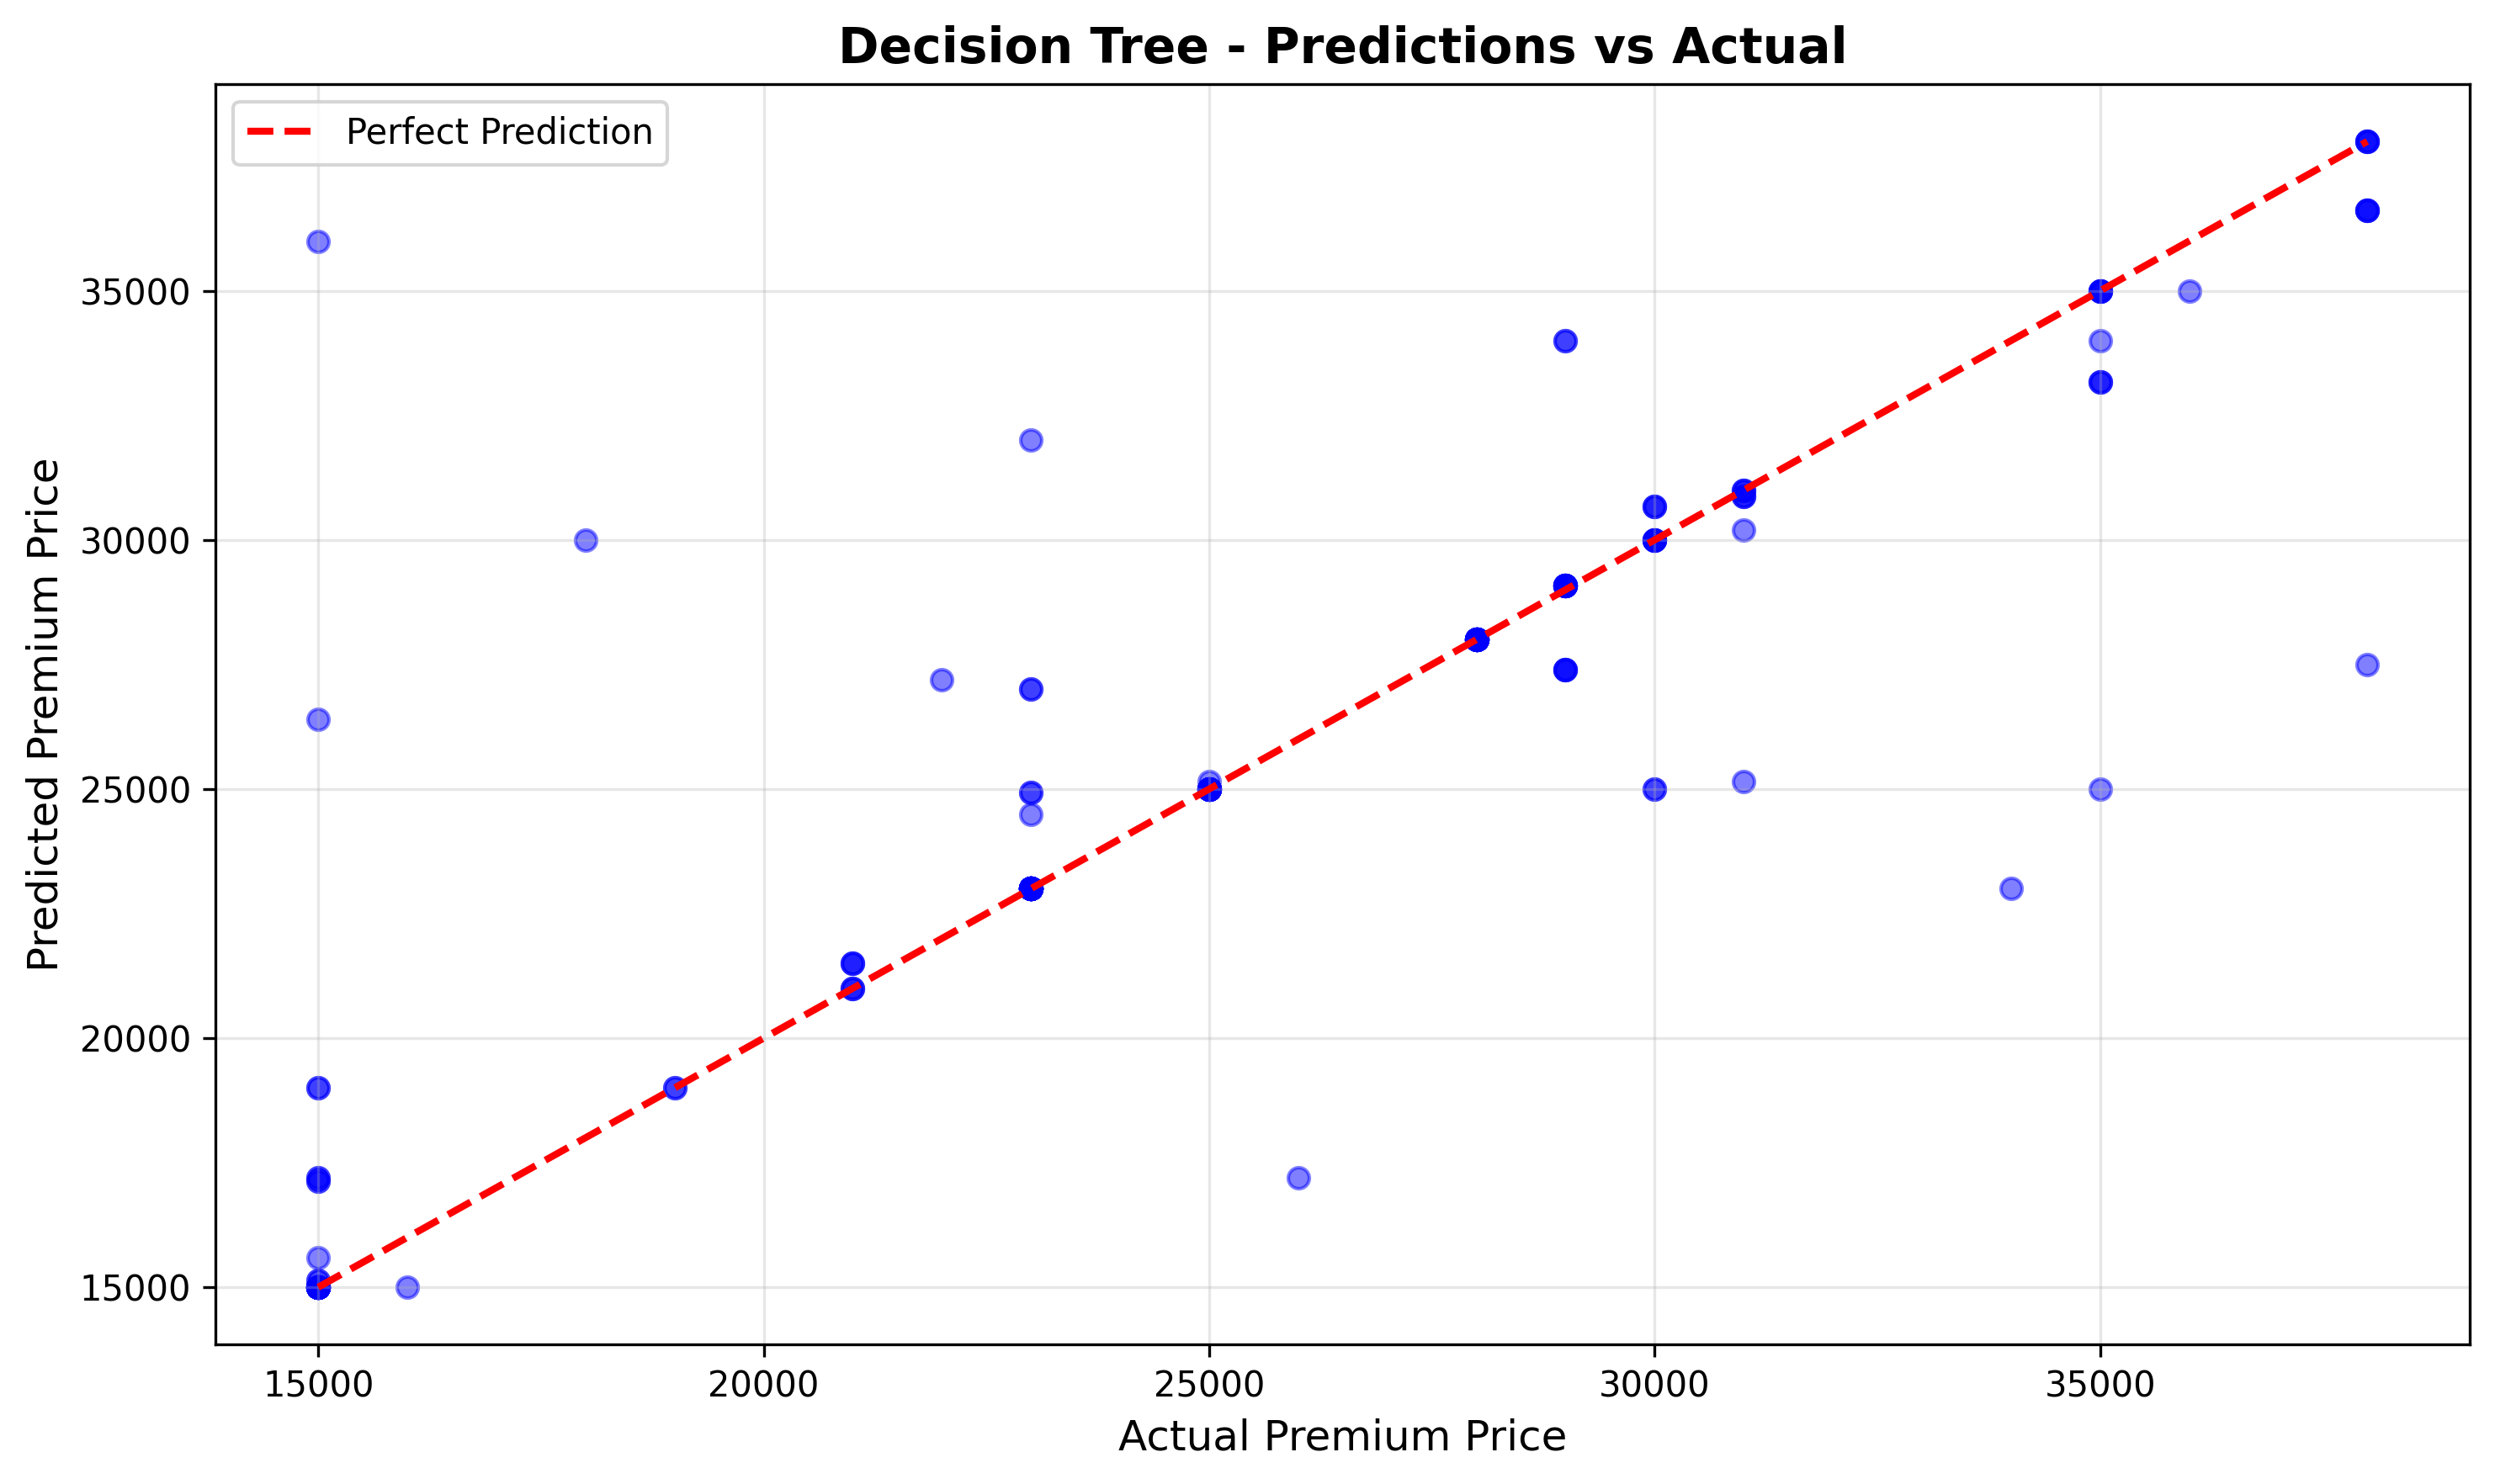 Decision Tree - Predictions vs Actual
Perfect Prediction
Predicted Premium Price
35000
30000
25000
20000
15000
15000
20000
25000
30000
35000
Actual Premium Price